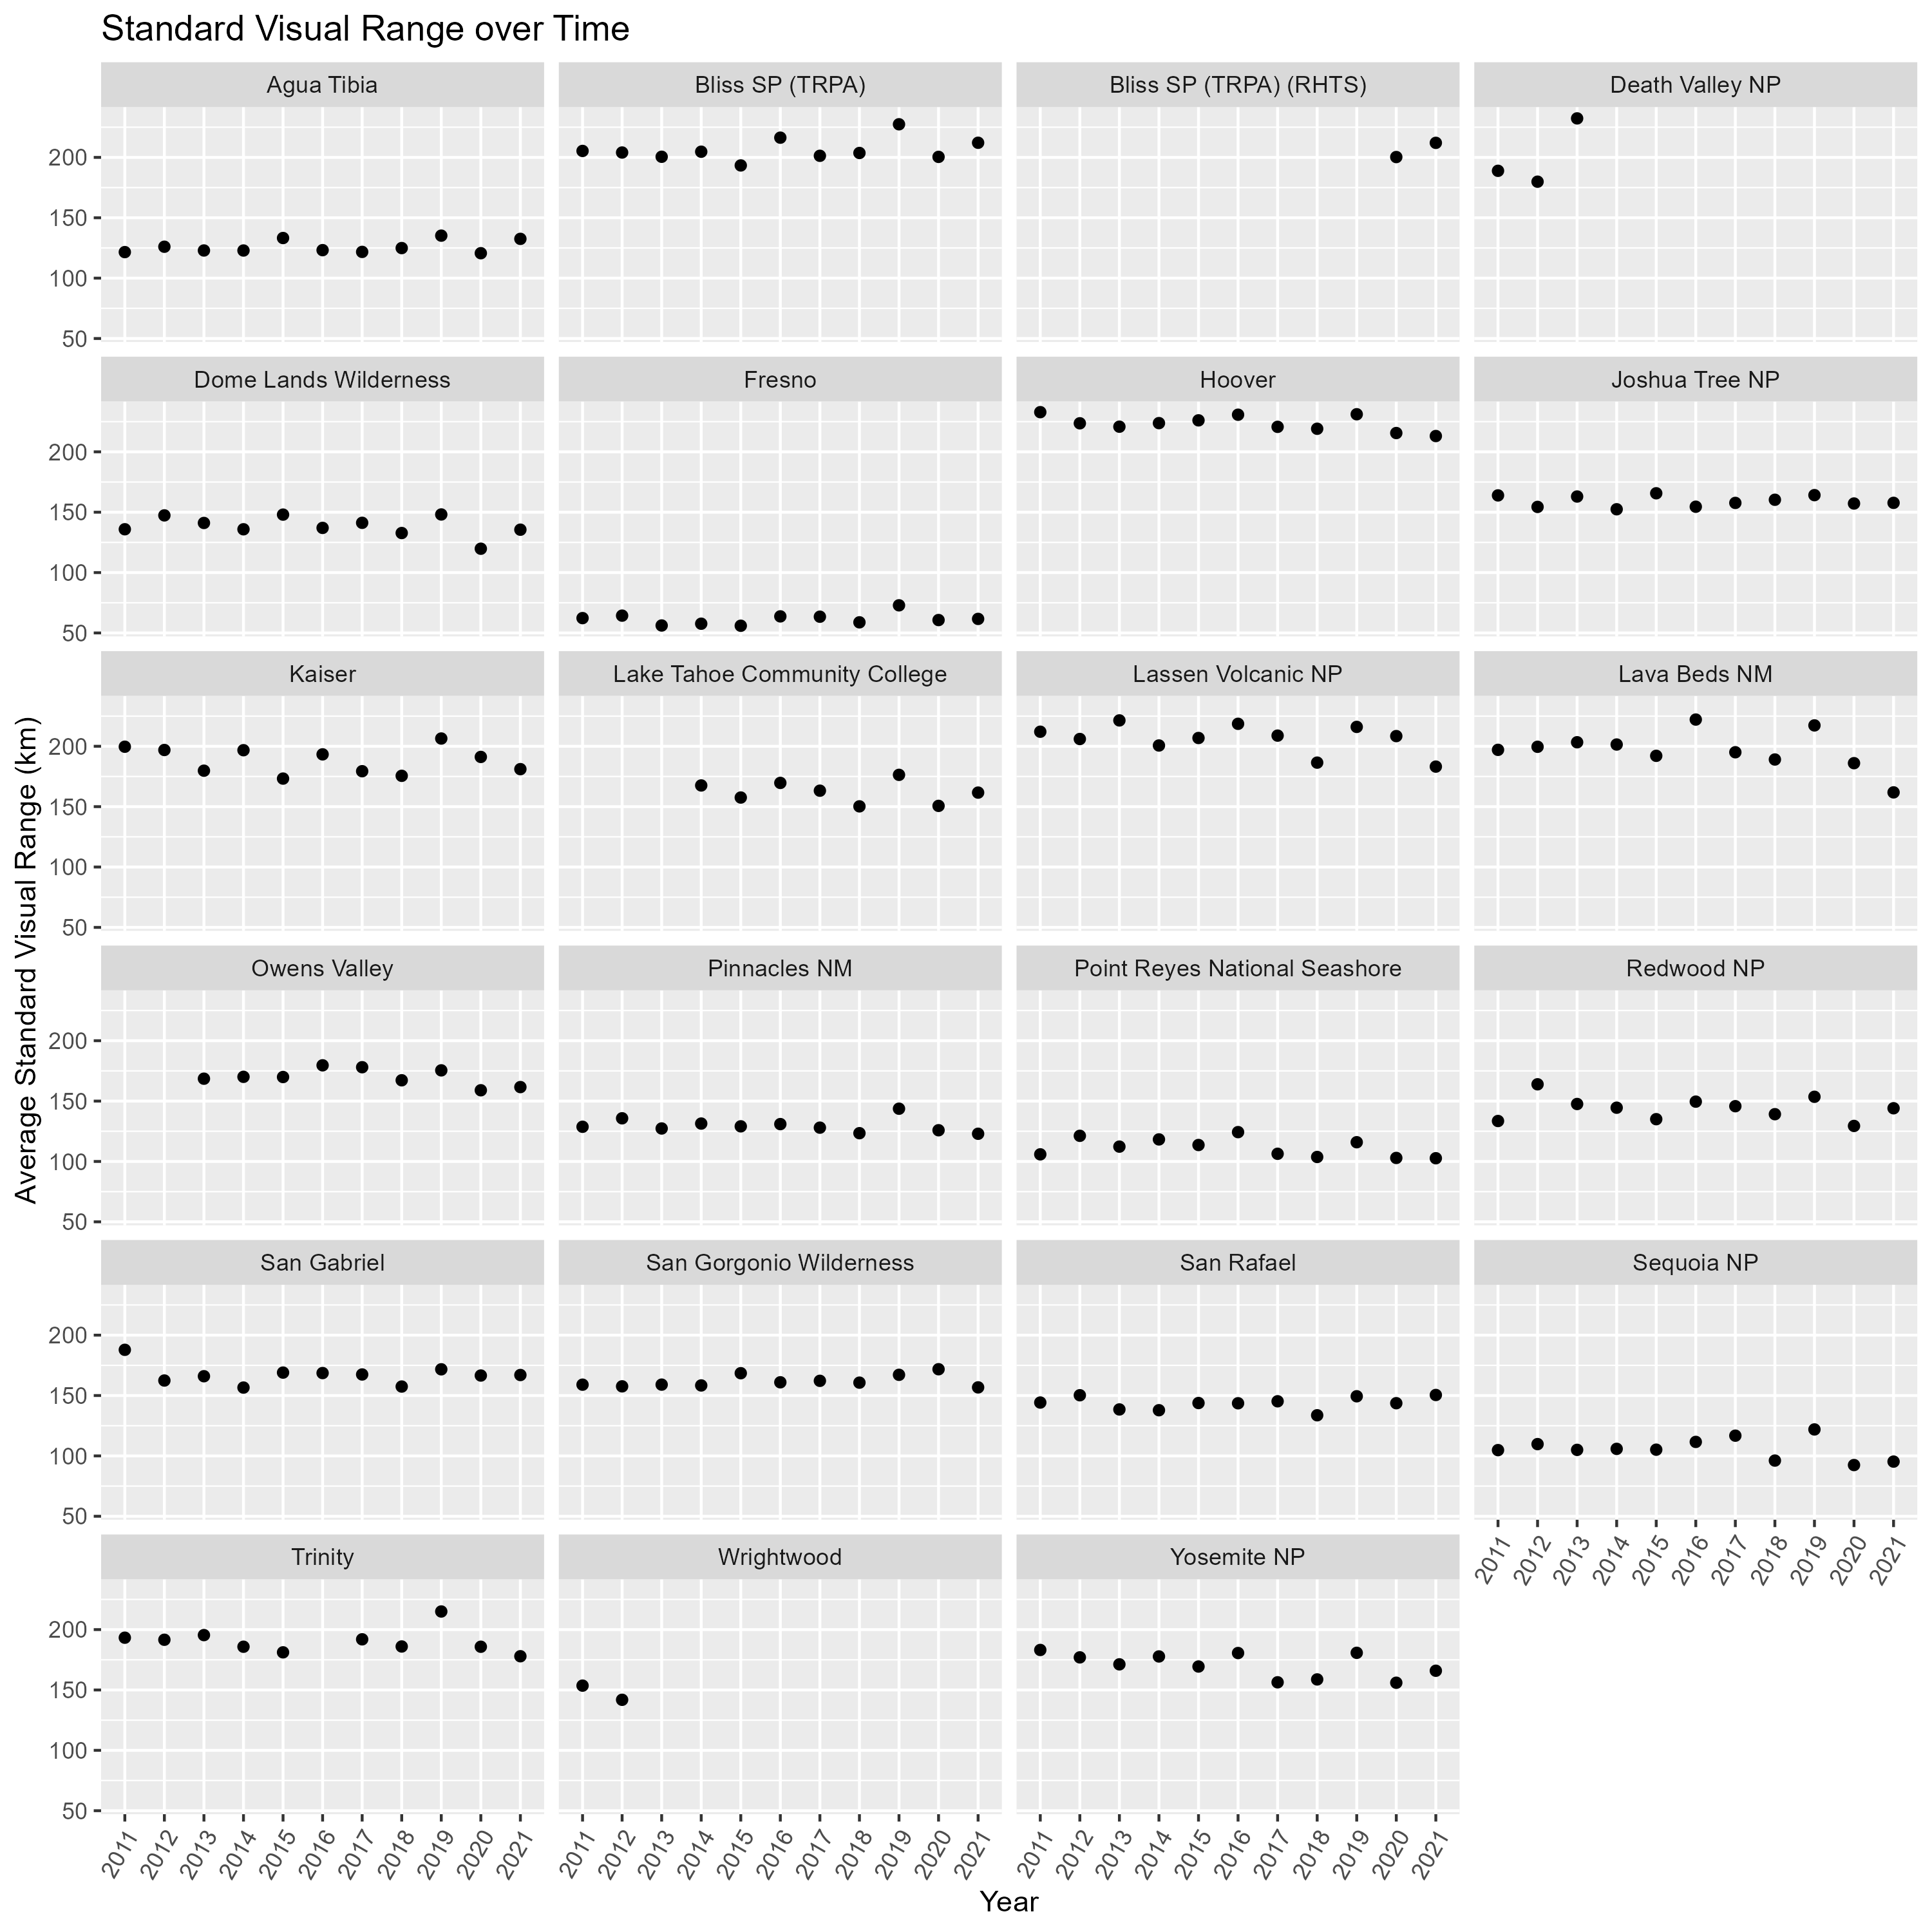 Standard Visual Range over Time
Agua Tibia
Bliss SP (TRPA)
Bliss SP (TRPA) (RHTS)
Death Valley NP
200
150
100
50
Dome Lands Wilderness
Fresno
Hoover
Joshua Tree NP
200
150
100
50
Kaiser
Lake Tahoe Community College
Lassen Volcanic NP
Lava Beds NM
200
150
100
50
Average Standard Visual Range (km)
Owens Valley
Pinnacles NM
Point Reyes National Seashore
Redwood NP
200
150
100
50
San Gabriel
San Gorgonio Wilderness
San Rafael
Sequoia NP
200
150
100
50
2011 2012 2013 2014 2015 2016 2017 2018 2019 2020 2021
Trinity
Wrightwood
Yosemite NP
200
150
100
50
2011 2012 2013 2014 2015 2016 2017 2018 2019 2020 2021
2011 2012 2013 2014 2015 2016 2017 2018 2019 2020 2021
2011 2012 2013 2014 2015 2016 2017 2018 2019 2020 2021
Year